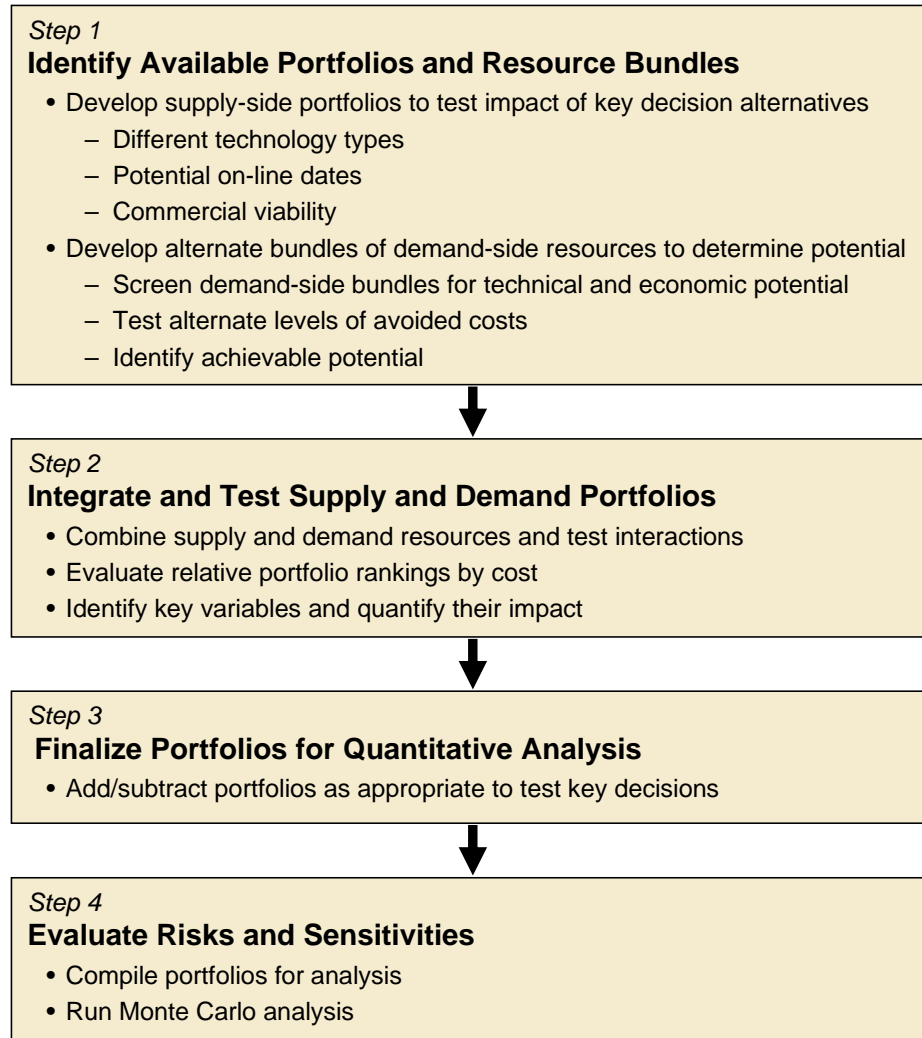 Step 1
Identify Available Portfolios and Resource Bundles
• Develop supply-side portfolios to test impact of key decision alternatives
– Different technology types
– Potential on-line dates
– Commercial viability
• Develop alternate bundles of demand-side resources to determine potential
– Screen demand-side bundles for technical and economic potential
– Test alternate levels of avoided costs
– Identify achievable potential
Step 2
Integrate and Test Supply and Demand Portfolios
• Combine supply and demand resources and test interactions
• Evaluate relative portfolio rankings by cost
• Identify key variables and quantify their impact
Step 3
Finalize Portfolios for Quantitative Analysis
• Add/subtract portfolios as appropriate to test key decisions
Step 4
Evaluate Risks and Sensitivities
• Compile portfolios for analysis
• Run Monte Carlo analysis